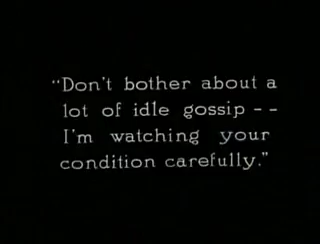 "Don't bother about a
lot of idle gossip --
I'm watching your
condition carefully."